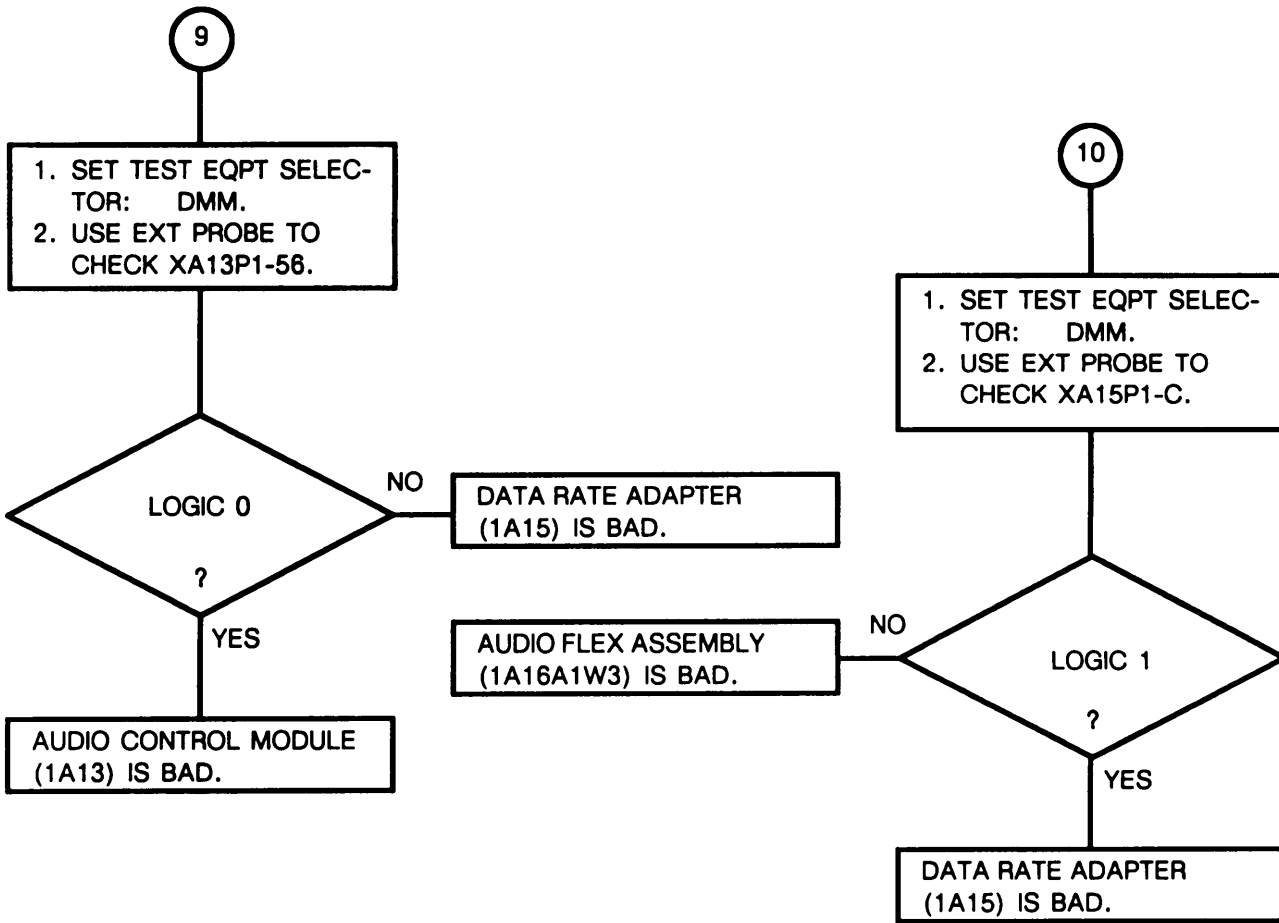 9
1. SET TEST EQPT SELEC-
TOR: DMM.
2. USE EXT PROBE TO
CHECK XA13P1-56.
LOGIC 0
?
NO
DATA RATE ADAPTER
(1A15) IS BAD.
YES
AUDIO CONTROL MODULE
(1A13) IS BAD.
10
1. SET TEST EQPT SELEC-
TOR: DMM.
2. USE EXT PROBE TO
CHECK XA15P1-C.
LOGIC 1
?
NO
AUDIO FLEX ASSEMBLY
(1A16A1W3) IS BAD.
YES
DATA RATE ADAPTER
(1A15) IS BAD.